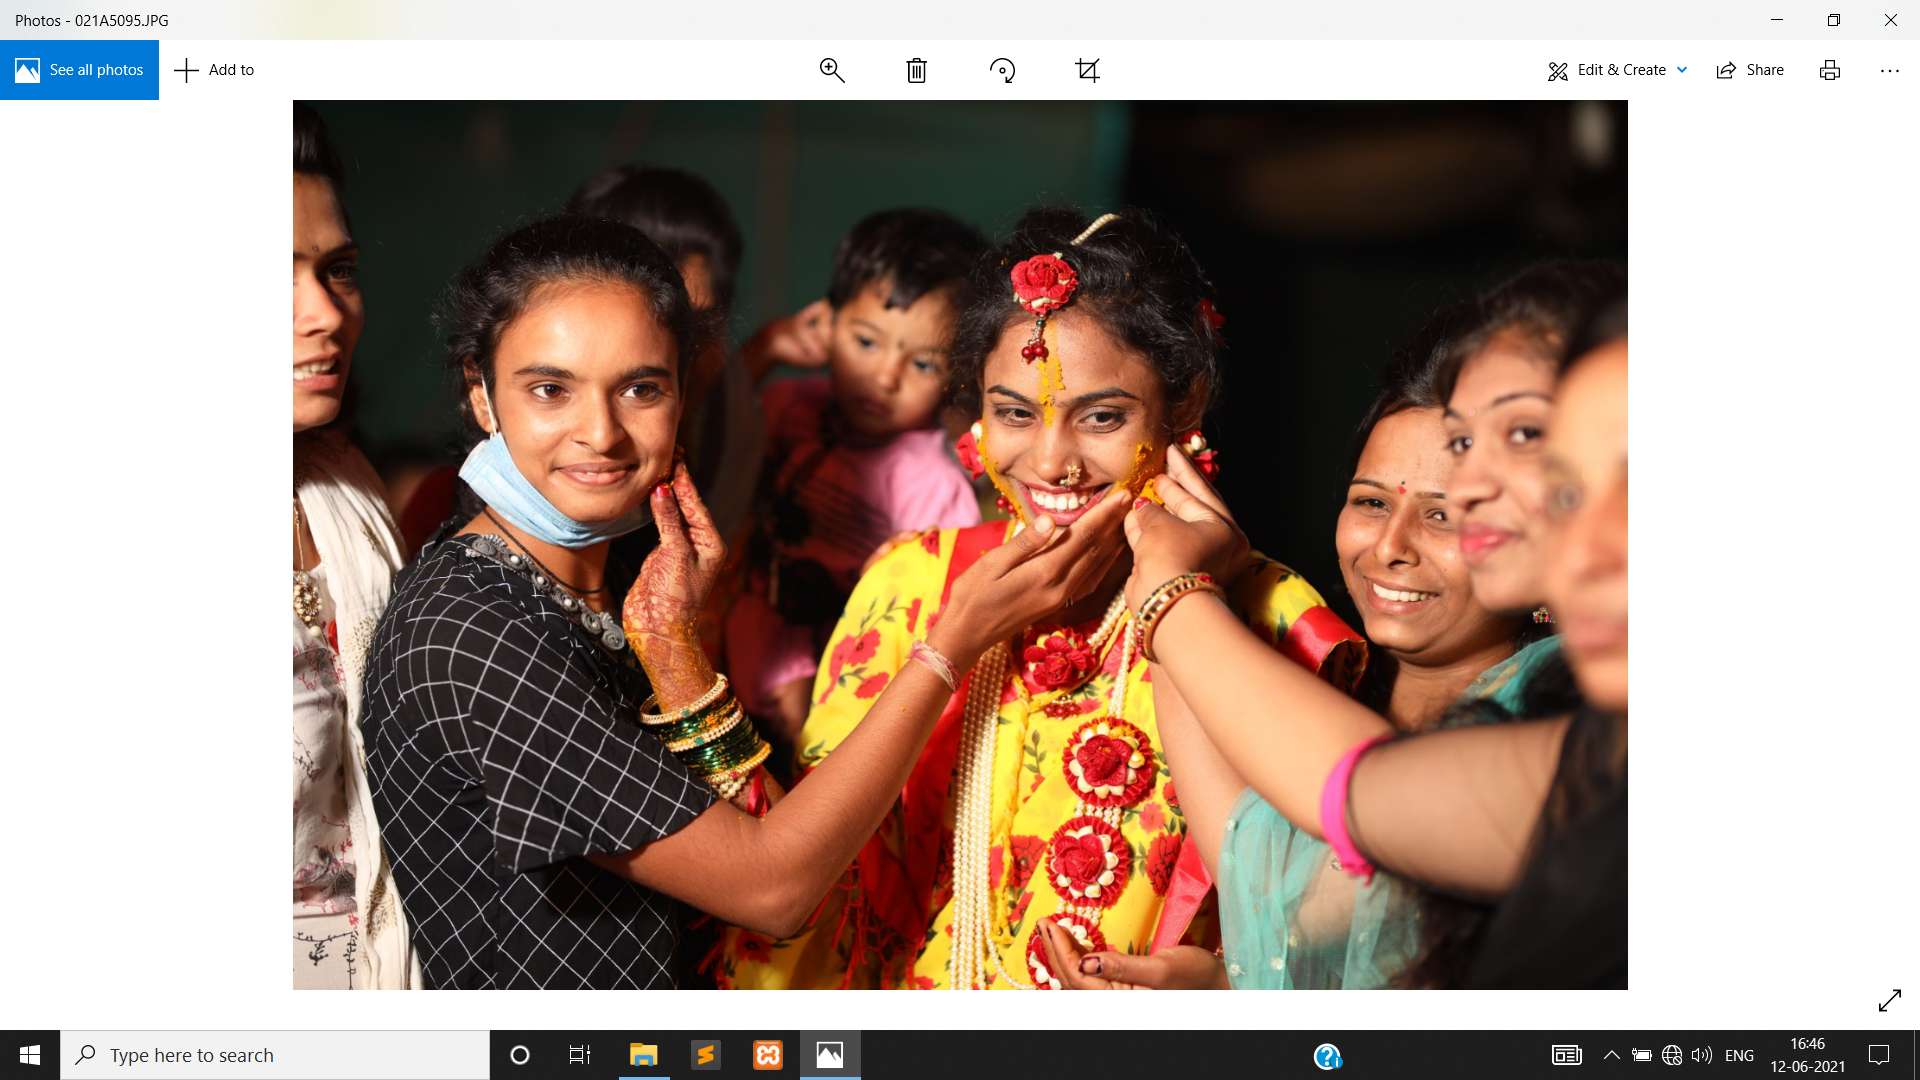 Photos - 021A5095.JPG
See all photos
Add to
Edit & Create
Share
Type here to search
ENG
16:46
12-06-2021